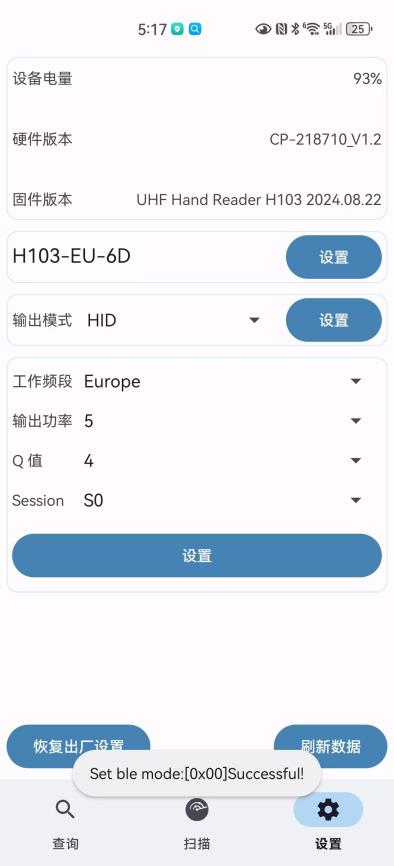 5:17
6
5G
25
设备电量 93%
硬件版本 CP-218710_V1.2
固件版本 UHF Hand Reader H103 2024.08.22
H103-EU-6D 设置
输出模式 HID 设置
工作频段 Europe
输出功率 5
Q 值 4
Session S0
设置
恢复出厂设置 刷新数据
Set ble mode:[0x00]Successful!
查询 扫描 设置